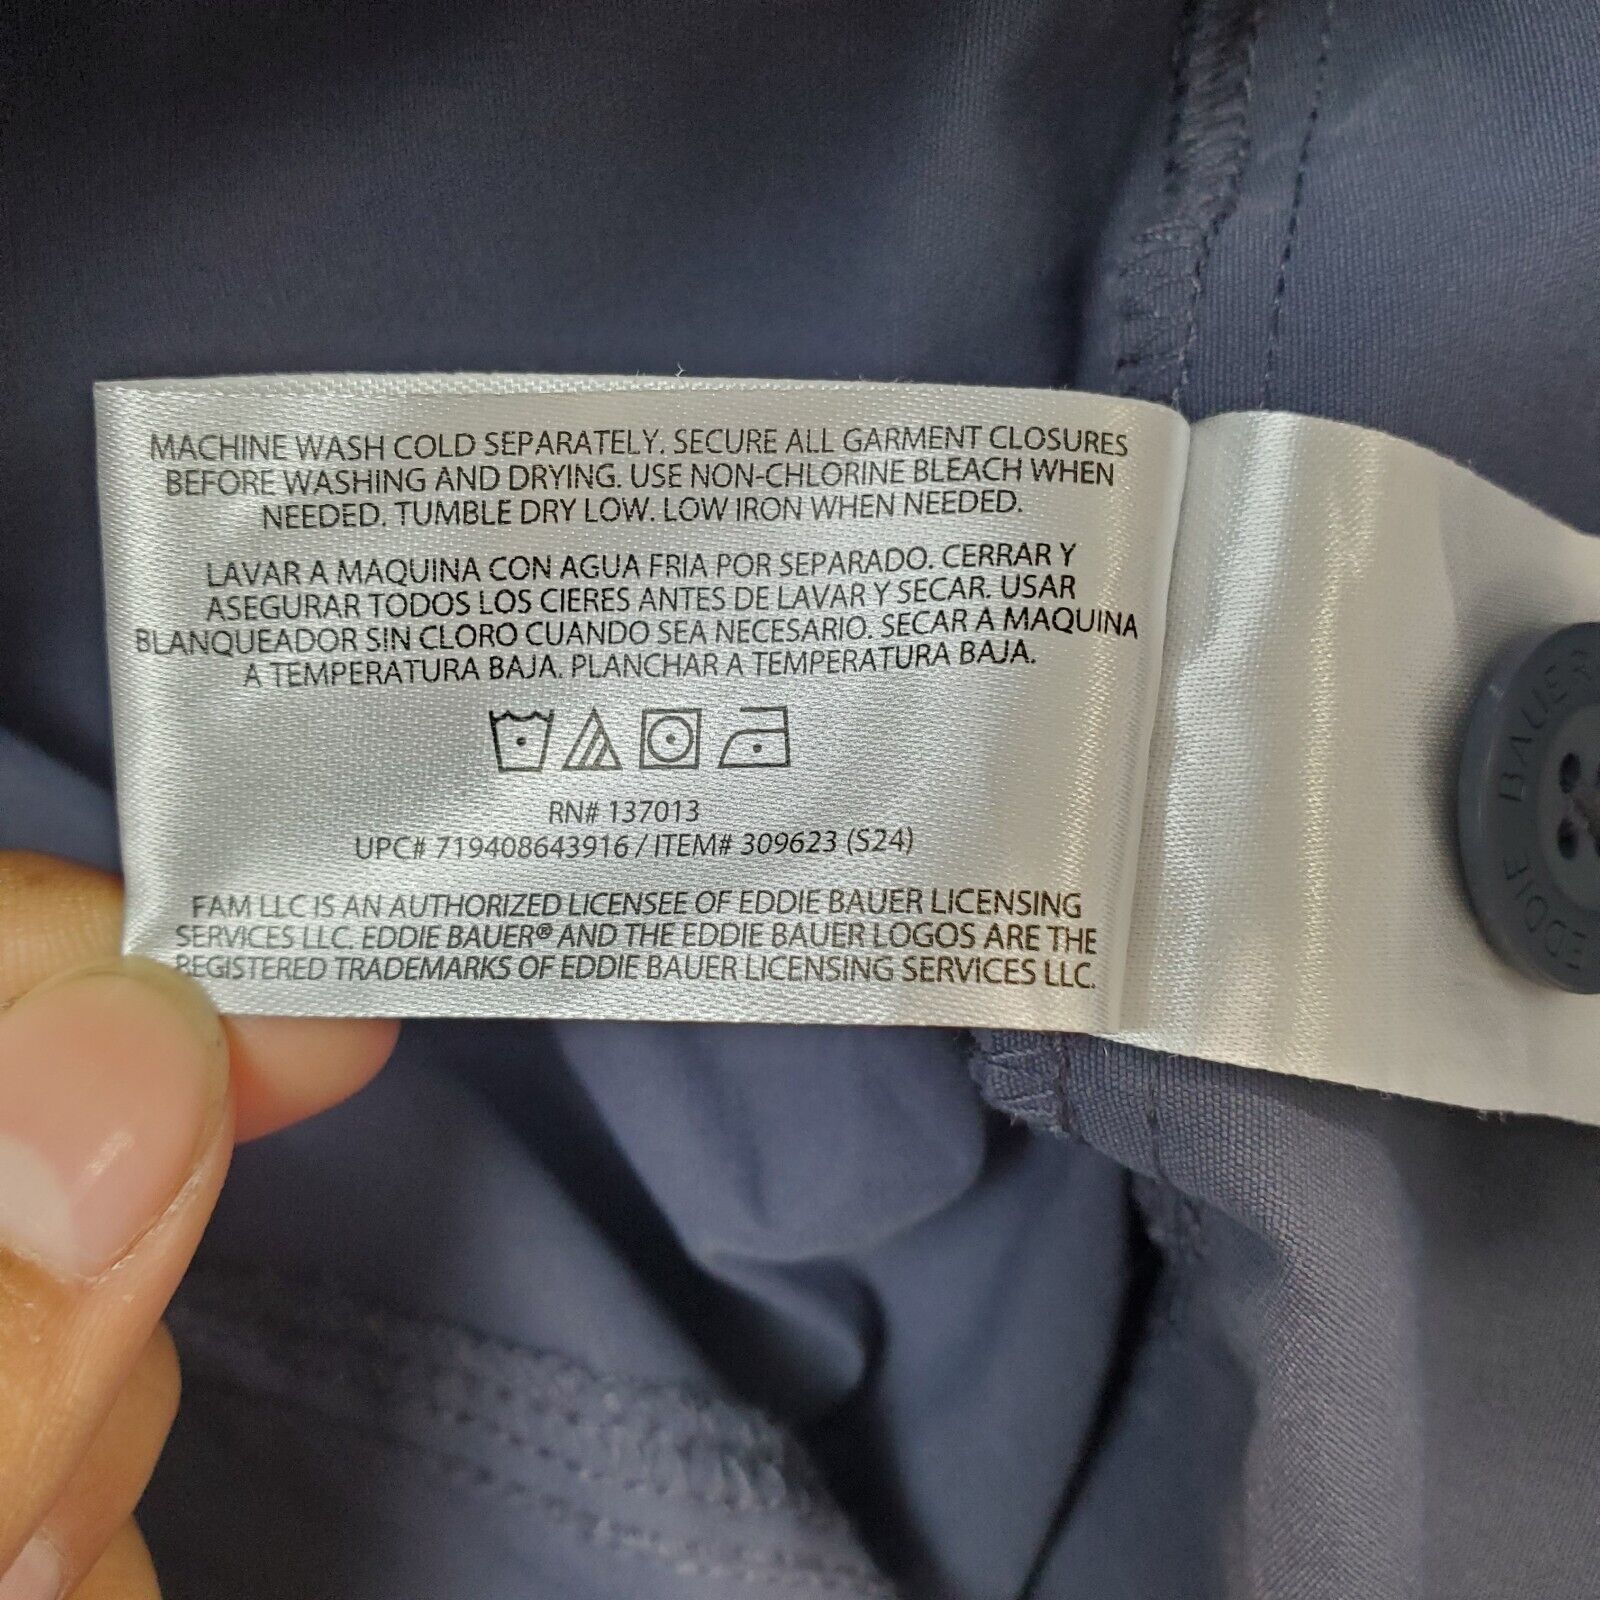 MACHINE WASH COLD SEPARATELY. SECURE ALL GARMENT CLOSURES
BEFORE WASHING AND DRYING. USE NON-CHLORINE BLEACH WHEN
NEEDED. TUMBLE DRY LOW. LOW IRON WHEN NEEDED.
LAVAR A MAQUINA CON AGUA FRIA POR SEPARADO. CERRAR Y
ASEGURAR TODOS LOS CIERES ANTES DE LAVAR Y SECAR. USAR
BLANQUEADOR SIN CLORO CUANDO SEA NECESARIO. SECAR A MAQUINA
A TEMPERATURA BAJA. PLANCHAR A TEMPERATURA BAJA.
RN# 137013
UPC# 719408643916 / ITEM# 309623 (S24)
FAM LLC IS AN AUTHORIZED LICENSEE OF EDDIE BAUER LICENSING
SERVICES LLC. EDDIE BAUER® AND THE EDDIE BAUER LOGOS ARE THE
REGISTERED TRADEMARKS OF EDDIE BAUER LICENSING SERVICES LLC.
EDDIE BAUER